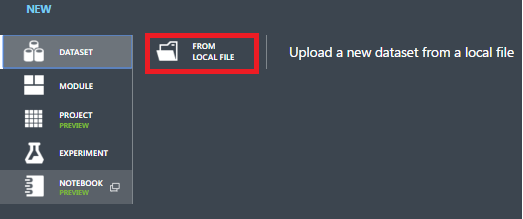 NEW
DATASET
FROM
LOCAL FILE
Upload a new dataset from a local file
MODULE
PROJECT
PREVIEW
EXPERIMENT
NOTEBOOK
PREVIEW